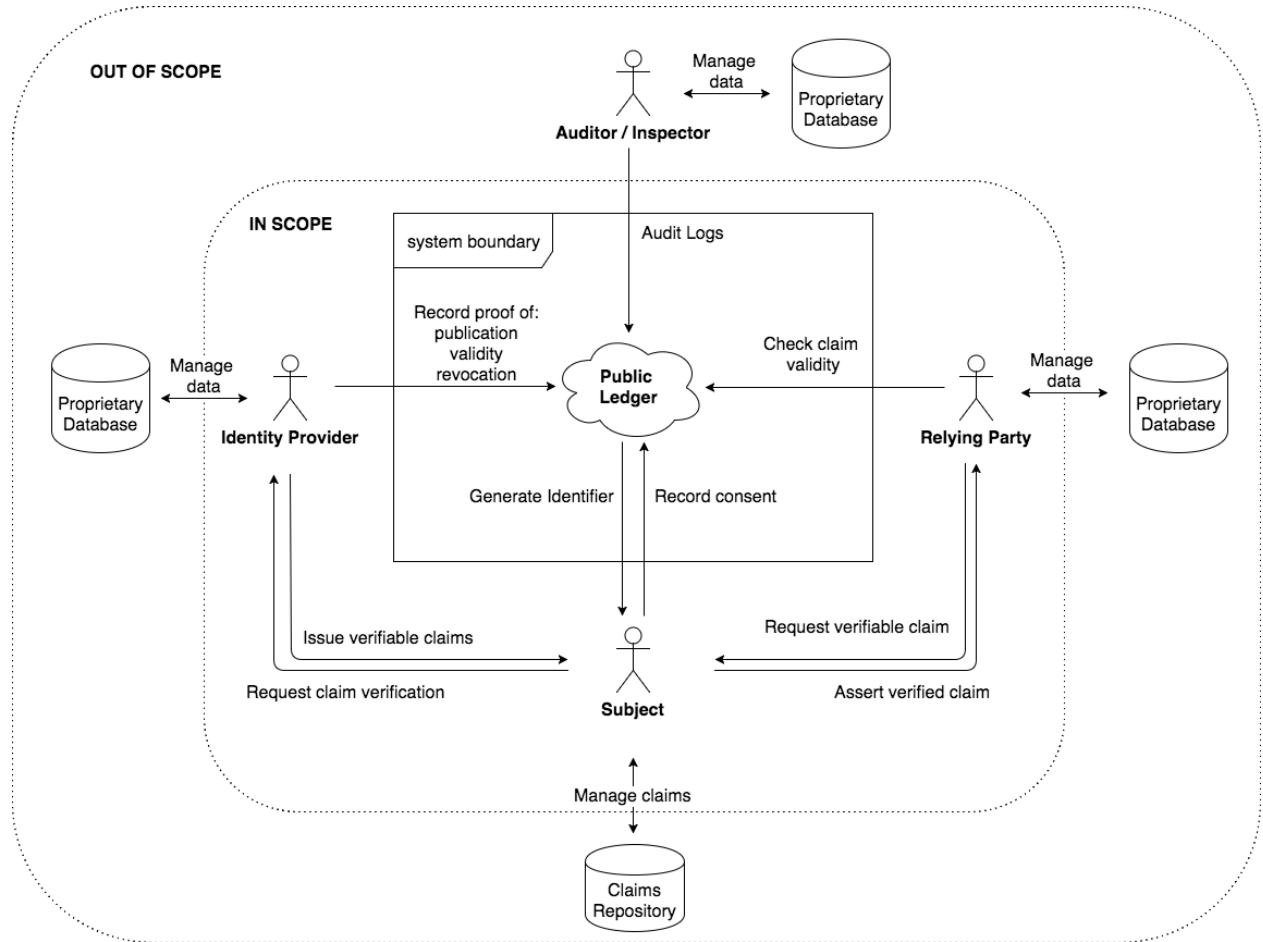 OUT OF SCOPE
Manage
data
Proprietary
Database
Auditor / Inspector
IN SCOPE
system boundary
Audit Logs
Record proof of:
publication
validity
revocation
Public
Ledger
Check claim
validity
Manage
data
Proprietary
Database
Identity Provider
Relying Party
Manage
data
Proprietary
Database
Generate Identifier
Record consent
Issue verifiable claims
Request claim verification
Request verifiable claim
Assert verified claim
Subject
Manage claims
Claims
Repository